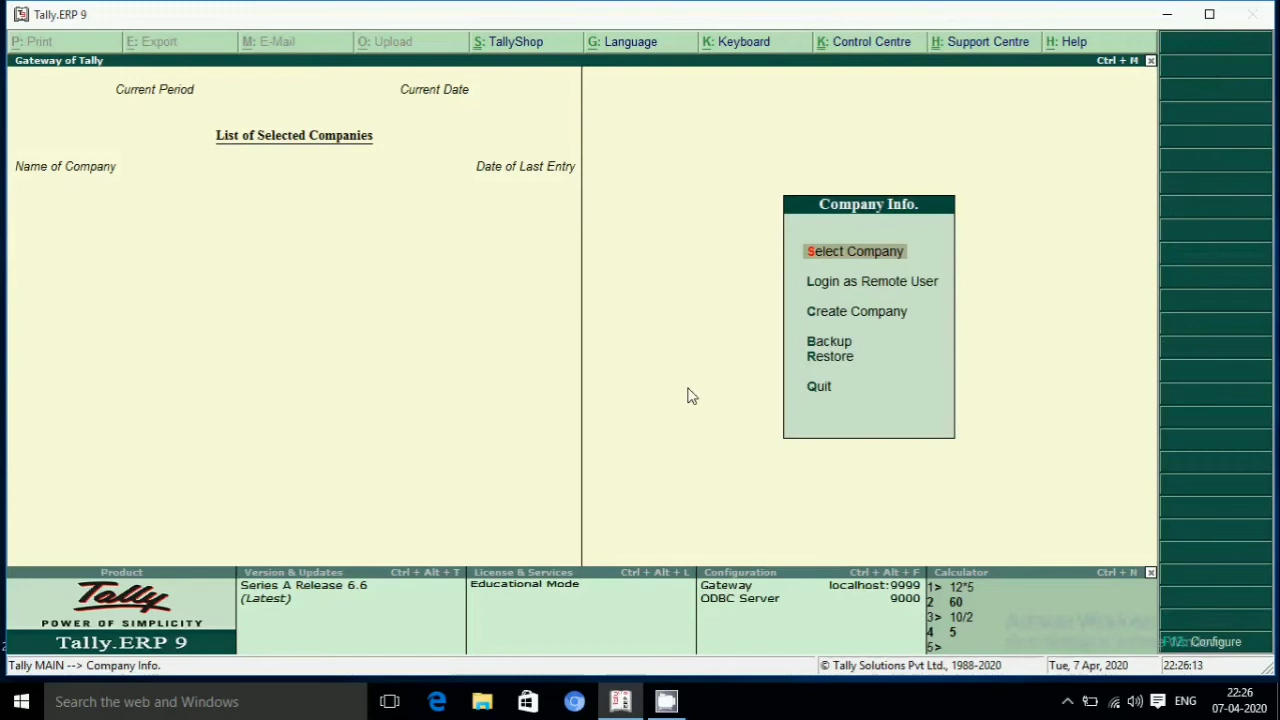 Tally.ERP 9
P: Print E: Export M: E-Mail O: Upload S: TallyShop G: Language K: Keyboard K: Control Centre H: Support Centre H: Help
Gateway of Tally Ctrl + M
Current Period Current Date
List of Selected Companies
Name of Company Date of Last Entry
Company Info.
Select Company
Login as Remote User
Create Company
Backup
Restore
Quit
Product Version & Updates Ctrl + Alt + T License & Services Ctrl + Alt + L Configuration Ctrl + Alt + F Calculator Ctrl + N
Tally
POWER OF SIMPLICITY
Tally.ERP 9
Series A Release 6.6
(Latest)
Educational Mode
Gateway localhost:9999
ODBC Server 9000
1> 12*5
2 60
3> 10/2
4 5
5>
Configure
Tally MAIN --> Company Info. © Tally Solutions Pvt Ltd., 1988-2020 Tue, 7 Apr, 2020 22:26:13
Search the web and Windows
ENG
22:26
07-04-2020